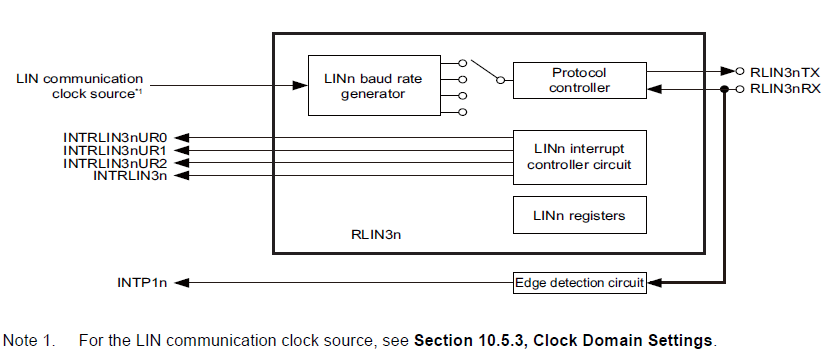 LIN communication
clock source*1
LINn baud rate
generator
Protocol
controller
RLIN3nTX
RLIN3nRX
INTRLIN3nUR0
INTRLIN3nUR1
INTRLIN3nUR2
INTRLIN3n
LINn interrupt
controller circuit
LINn registers
RLIN3n
INTP1n
Edge detection circuit
Note 1. For the LIN communication clock source, see Section 10.5.3, Clock Domain Settings.